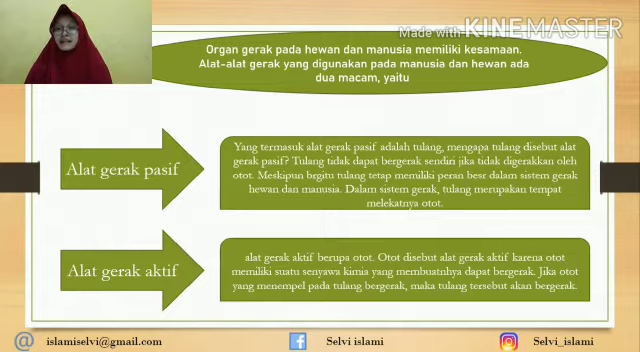 Made with KINEMASTER
Organ gerak pada hewan dan manusia memiliki kesamaan.
Alat-alat gerak yang digunakan pada manusia dan hewan ada
dua macam, yaitu
Alat gerak pasif
Yang termasuk alat gerak pasif adalah tulang, mengapa tulang disebut alat
gerak pasif? Tulang tidak dapat bergerak sendiri jika tidak digerakkan oleh
otot. Meskipun brgitu tulang tetap memiliki peran besr dalam sistem gerak
hewan dan manusia. Dalam sistem gerak, tulang merupakan tempat
melekatnya otot.
Alat gerak aktif
alat gerak aktif berupa otot. Otot disebut alat gerak aktif karena otot
memiliki suatu senyawa kimia yang membuatnhya dapat bergerak. Jika otot
yang menempel pada tulang bergerak, maka tulang tersebut akan bergerak.
@ islamiselvi@gmail.com
f Selvi islami
Selvi_islami